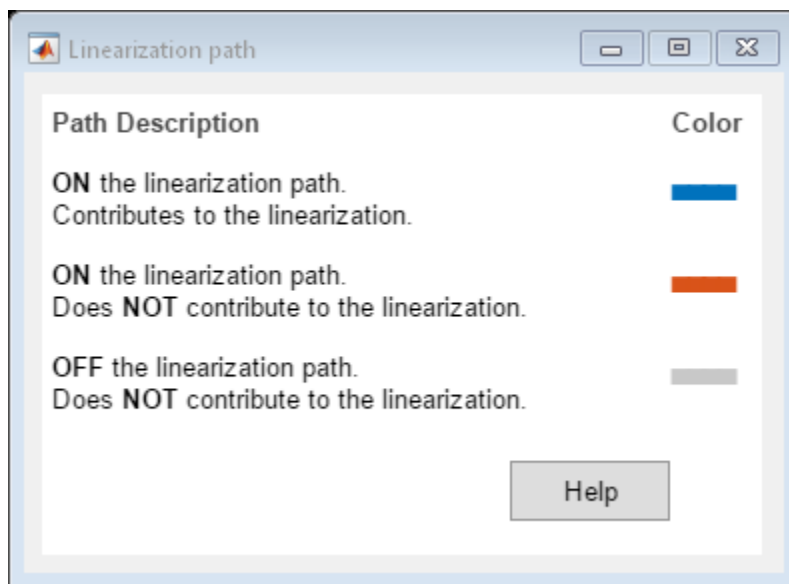 Linearization path
Path Description Color
ON the linearization path.
Contributes to the linearization.
ON the linearization path.
Does NOT contribute to the linearization.
OFF the linearization path.
Does NOT contribute to the linearization.
Help